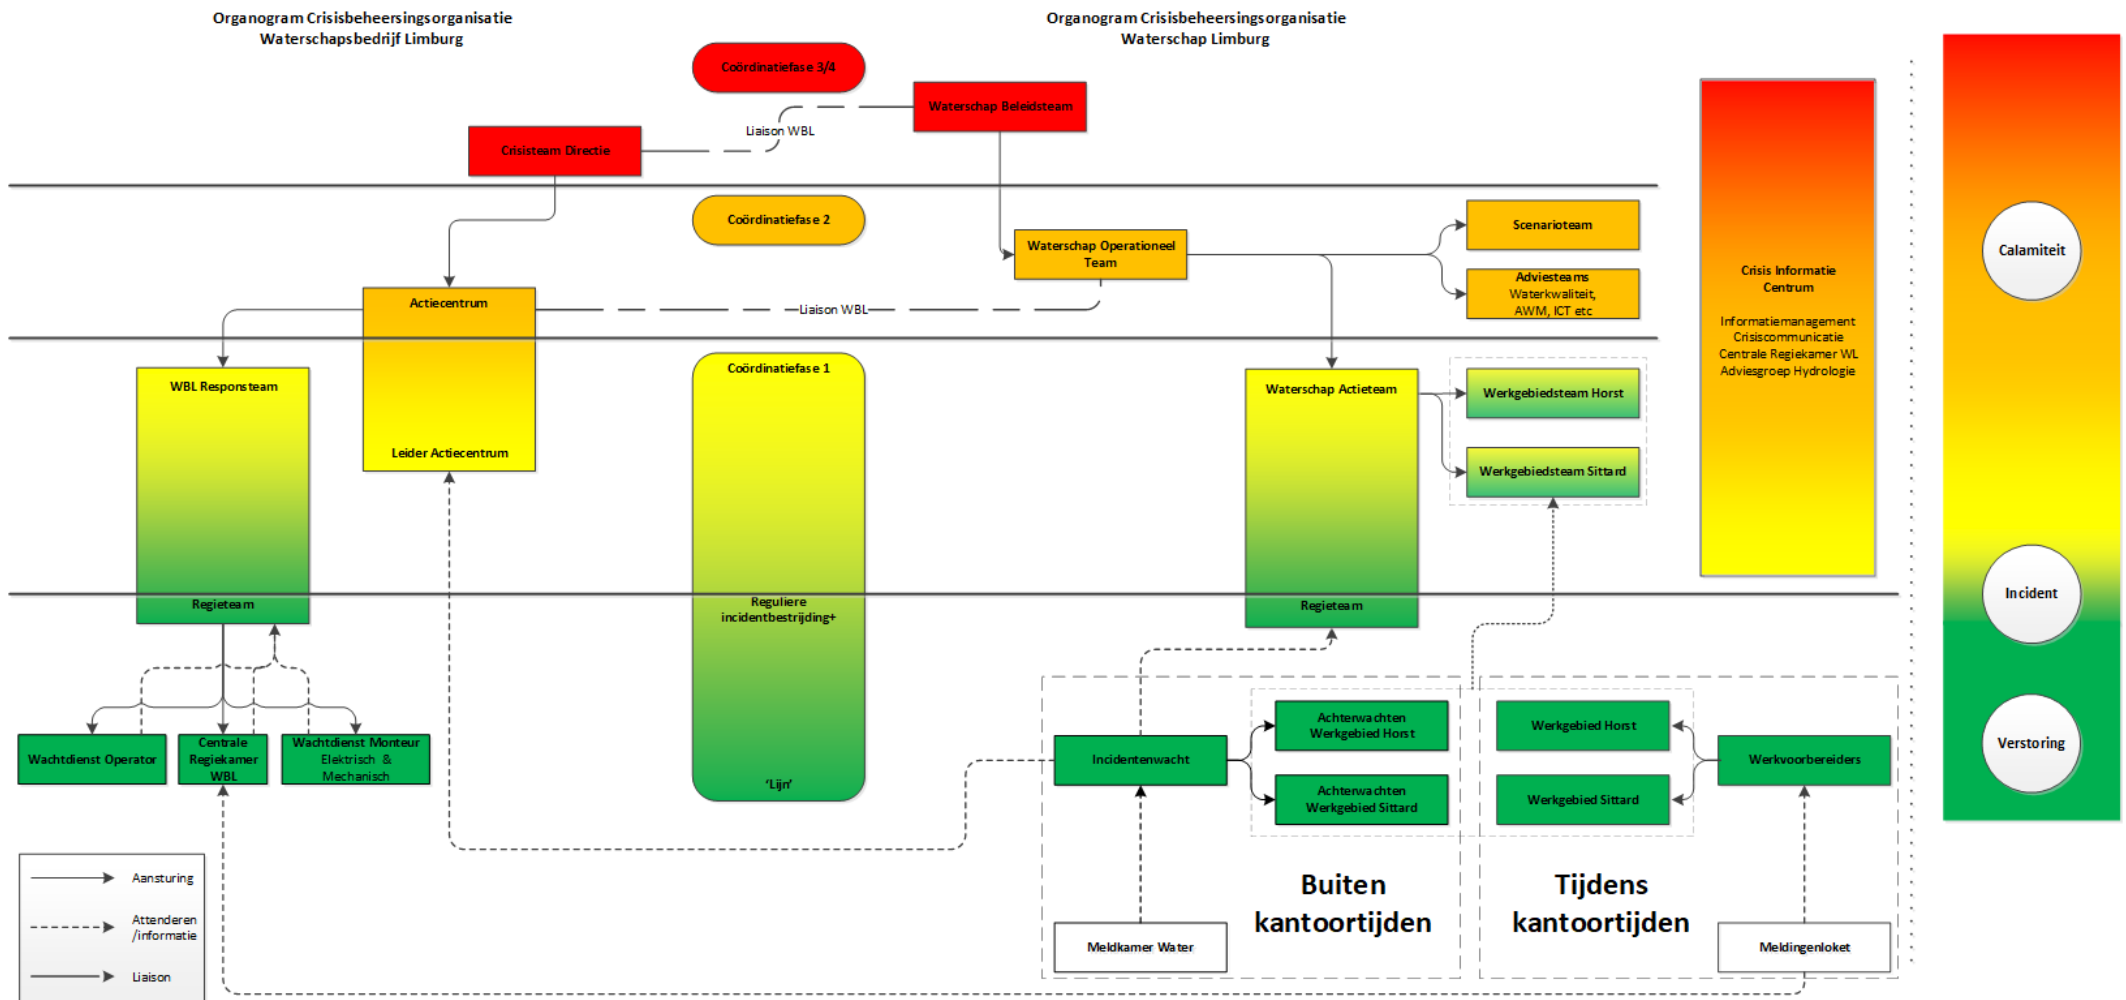 Organogram Crisisbeheersingsorganisatie
Waterschapsbedrijf Limburg
Organogram Crisisbeheersingsorganisatie
Waterschap Limburg
Coördinatiefase 3/4
Waterschap Beleidsteam
Liaison WBL
Crisisteam Directie
Coördinatiefase 2
Waterschap Operationeel
Team
Scenarioteam
Adviesteams
Waterkwaliteit,
AWM, ICT etc
Actiecentrum
Liaison WBL
Leider Actiecentrum
WBL Responsteam
Regieteam
Coördinatiefase 1
Reguliere
incidentbestrijding+
'Lijn'
Waterschap Actieteam
Regieteam
Werkgebiedsteam Horst
Werkgebiedsteam Sittard
Crisis Informatie
Centrum
Informatiemanagement
Crisiscommunicatie
Centrale Regiekamer WL
Adviesgroep Hydrologie
Calamiteit
Incident
Verstoring
Wachtdienst Operator
Centrale
Regiekamer
WBL
Wachtdienst Monteur
Elektrisch &
Mechanisch
Incidentenwacht
Achterwachten
Werkgebied Horst
Achterwachten
Werkgebied Sittard
Werkgebied Horst
Werkgebied Sittard
Werkvoorbereiders
Buiten
kantoortijden
Tijdens
kantoortijden
Meldkamer Water
Meldingenloket
Aansturing
Attenderen
/informatie
Liaison